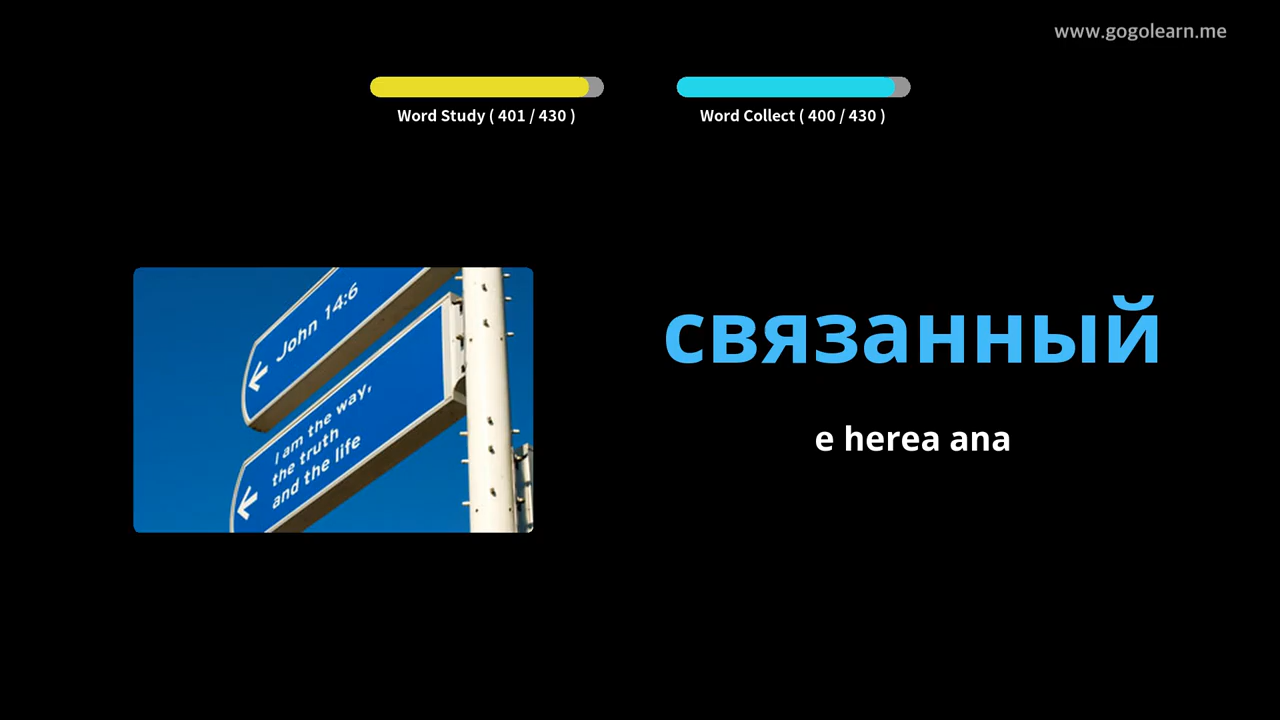 www.gogolearn.me
Word Study ( 401 / 430 )
Word Collect ( 400 / 430 )
John 14:6
I am the way,
the truth
and the life
связанный
e herea ana